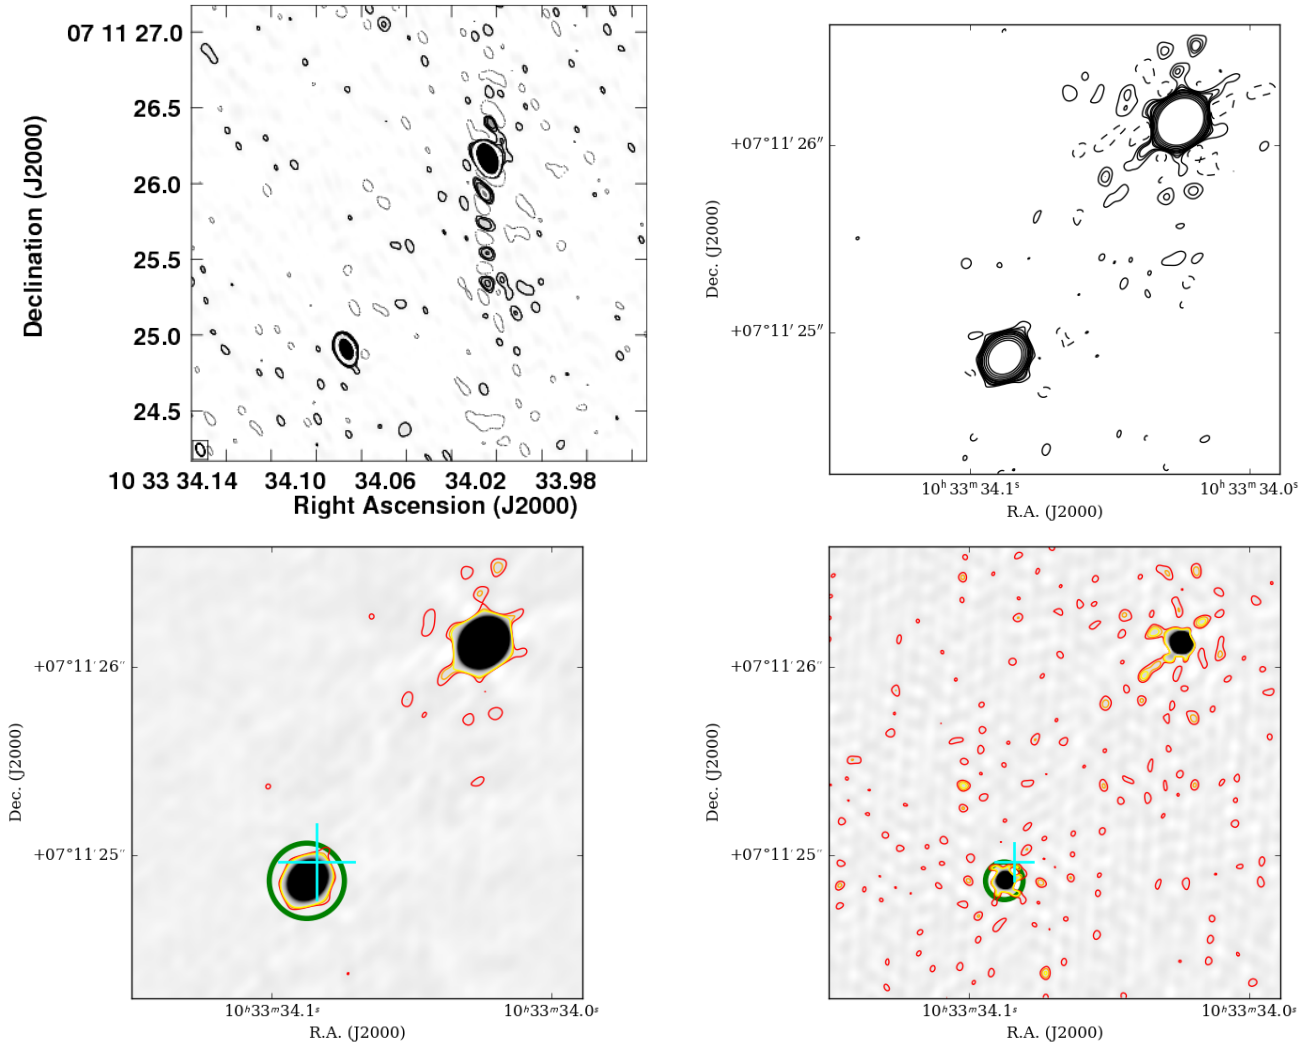 07 11 27.0
26.5
26.0
25.5
25.0
24.5
Declination (J2000)
10 33 34.14 34.10 34.06 34.02 33.98
Right Ascension (J2000)
+07°11′26″
+07°11′25″
Dec. (J2000)
10ʰ33ᵐ34.1ˢ 10ʰ33ᵐ34.0ˢ
R.A. (J2000)
+07°11′26″
+07°11′25″
Dec. (J2000)
10ʰ33ᵐ34.1ˢ 10ʰ33ᵐ34.0ˢ
R.A. (J2000)
+07°11′26″
+07°11′25″
Dec. (J2000)
10ʰ33ᵐ34.1ˢ 10ʰ33ᵐ34.0ˢ
R.A. (J2000)